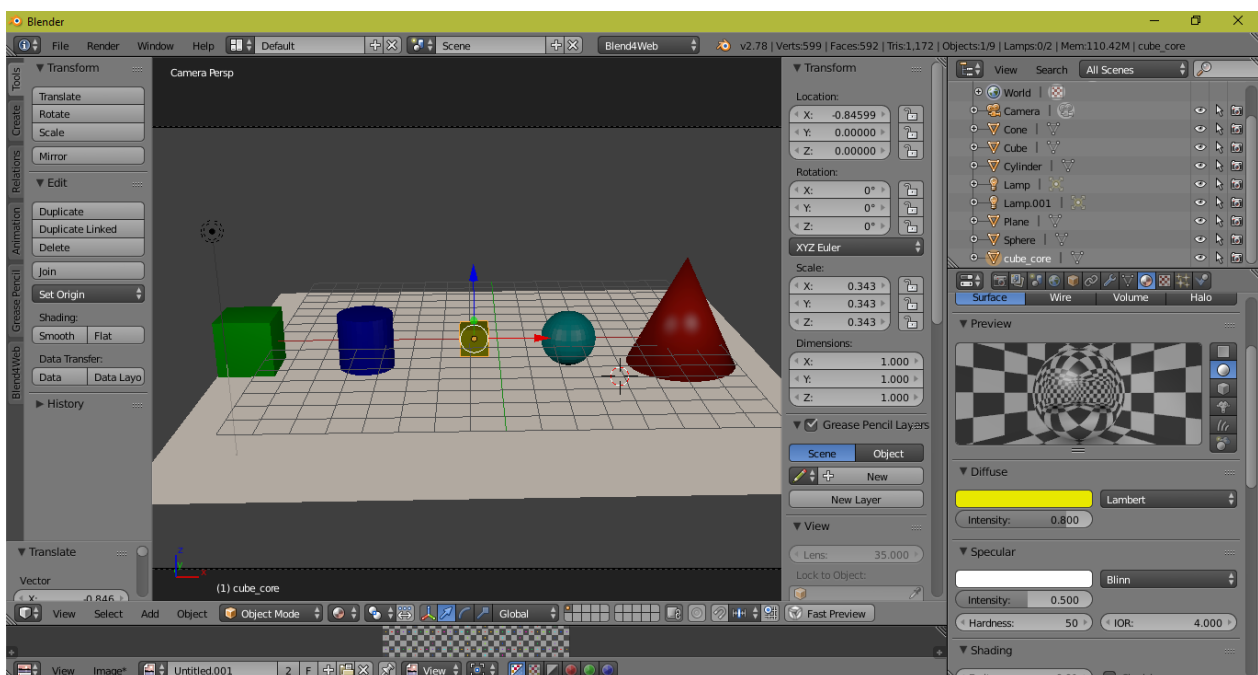 Blender
File Render Window Help Default Scene Blend4Web v2.78 | Verts:599 | Faces:592 | Tris:1,172 | Objects:1/9 | Lamps:0/2 | Mem:110.42M | cube_core
Tools
Create
Relations
Animation
Grease Pencil
Blend4Web
Transform
Translate
Rotate
Scale
Mirror
Edit
Duplicate
Duplicate Linked
Delete
Join
Set Origin
Shading:
Smooth Flat
Data Transfer:
Data Data Layo
History
Translate
Vector
X: -0.846
Camera Persp
z
y
x
(1) cube_core
Transform
Location:
X: -0.84599
Y: 0.00000
Z: 0.00000
Rotation:
X: 0°
Y: 0°
Z: 0°
XYZ Euler
Scale:
X: 0.343
Y: 0.343
Z: 0.343
Dimensions:
X: 1.000
Y: 1.000
Z: 1.000
Grease Pencil Layers
Scene Object
New
New Layer
View
Lens: 35.000
Lock to Object:
View Select Add Object Object Mode Global Fast Preview
View Image* Untitled.001 2 F View
View Search All Scenes
World
Camera
Cone
Cube
Cylinder
Lamp
Lamp.001
Plane
Sphere
cube_core
Surface Wire Volume Halo
Preview
Diffuse
Lambert
Intensity: 0.800
Specular
Blinn
Intensity: 0.500
Hardness: 50 IOR: 4.000
Shading